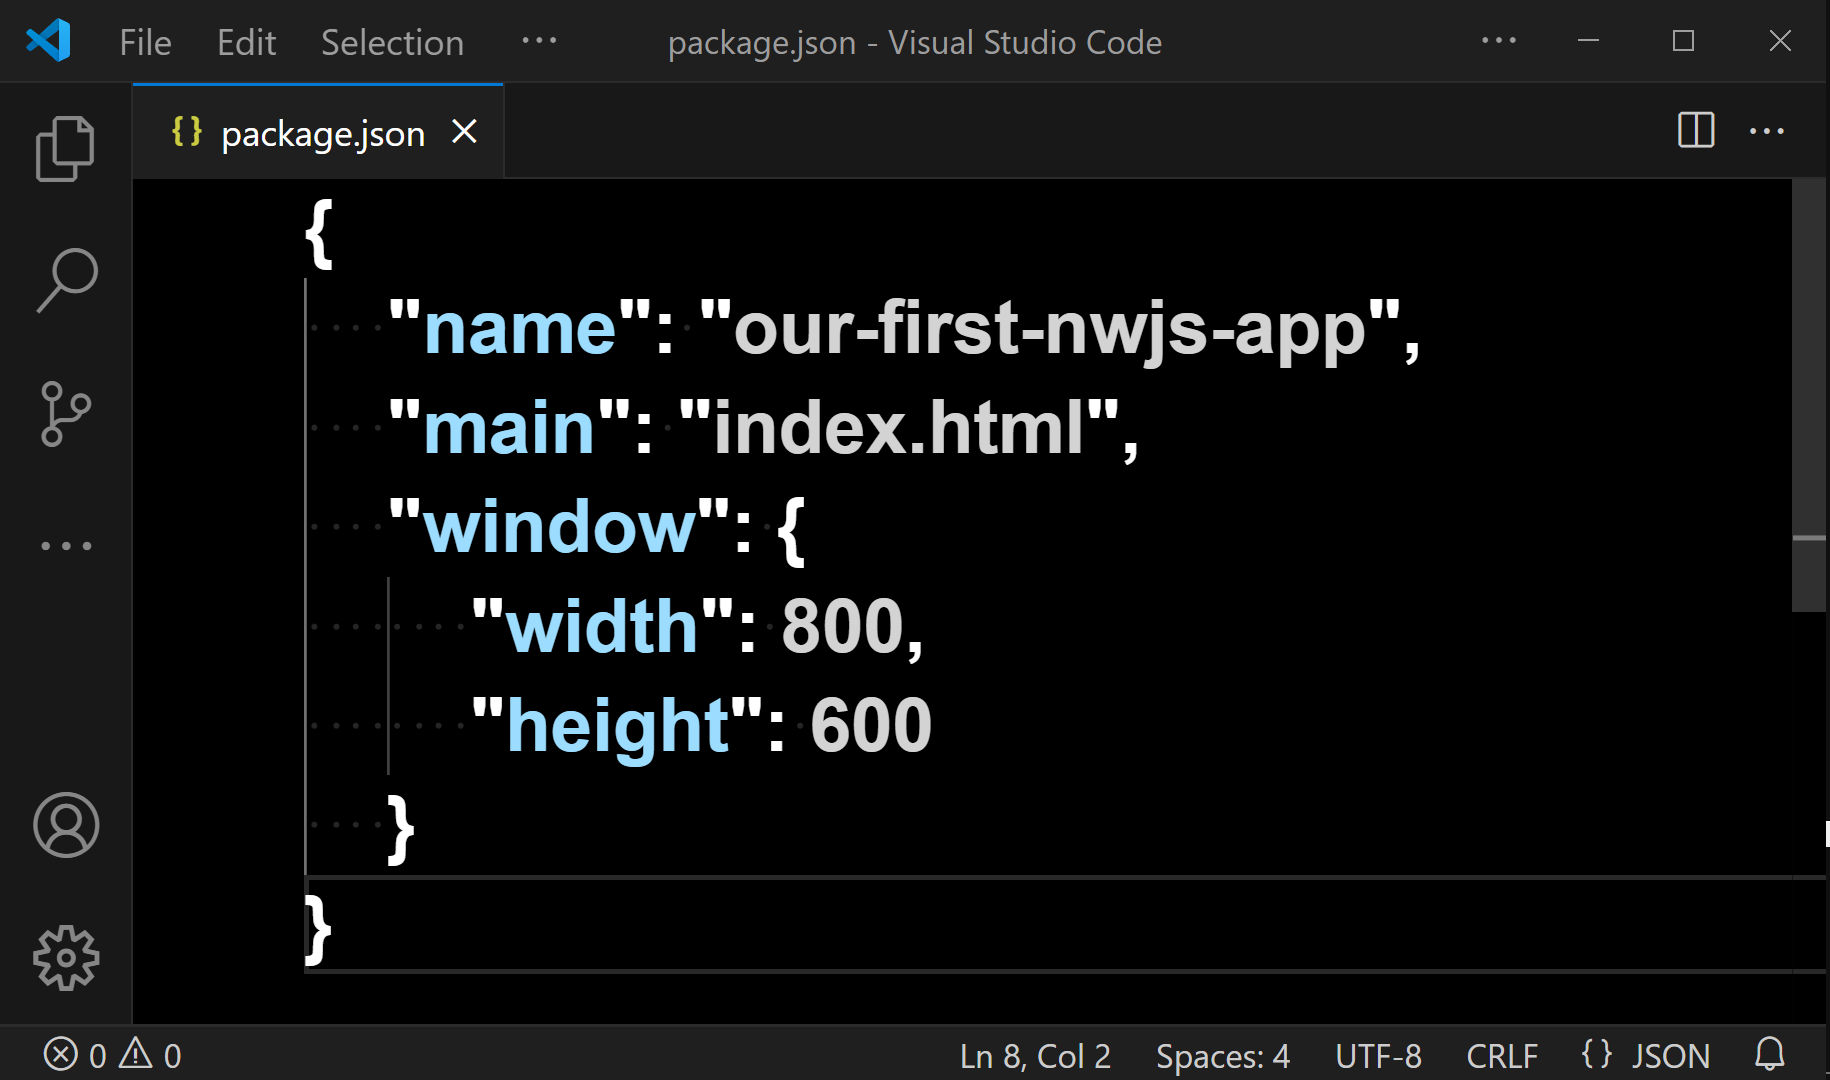 File Edit Selection ··· package.json - Visual Studio Code ···
{} package.json ···
{
"name": "our-first-nwjs-app",
"main": "index.html",
"window": {
"width": 800,
"height": 600
}
}
0 0 Ln 8, Col 2 Spaces: 4 UTF-8 CRLF {} JSON